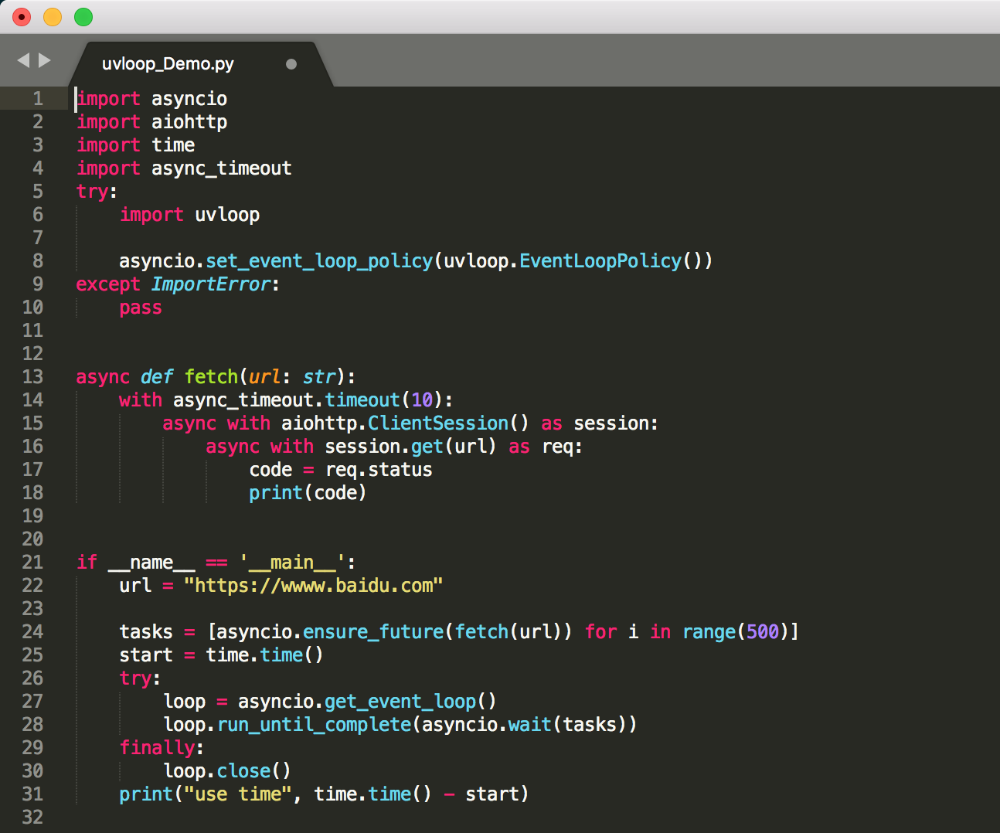 uvloop_Demo.py
1 import asyncio
2 import aiohttp
3 import time
4 import async_timeout
5 try:
6     import uvloop
7
8     asyncio.set_event_loop_policy(uvloop.EventLoopPolicy())
9 except ImportError:
10     pass
11
12
13 async def fetch(url: str):
14     with async_timeout.timeout(10):
15         async with aiohttp.ClientSession() as session:
16             async with session.get(url) as req:
17                 code = req.status
18                 print(code)
19
20
21 if __name__ == '__main__':
22     url = "https://wwww.baidu.com"
23
24     tasks = [asyncio.ensure_future(fetch(url)) for i in range(500)]
25     start = time.time()
26     try:
27         loop = asyncio.get_event_loop()
28         loop.run_until_complete(asyncio.wait(tasks))
29     finally:
30         loop.close()
31     print("use time", time.time() - start)
32